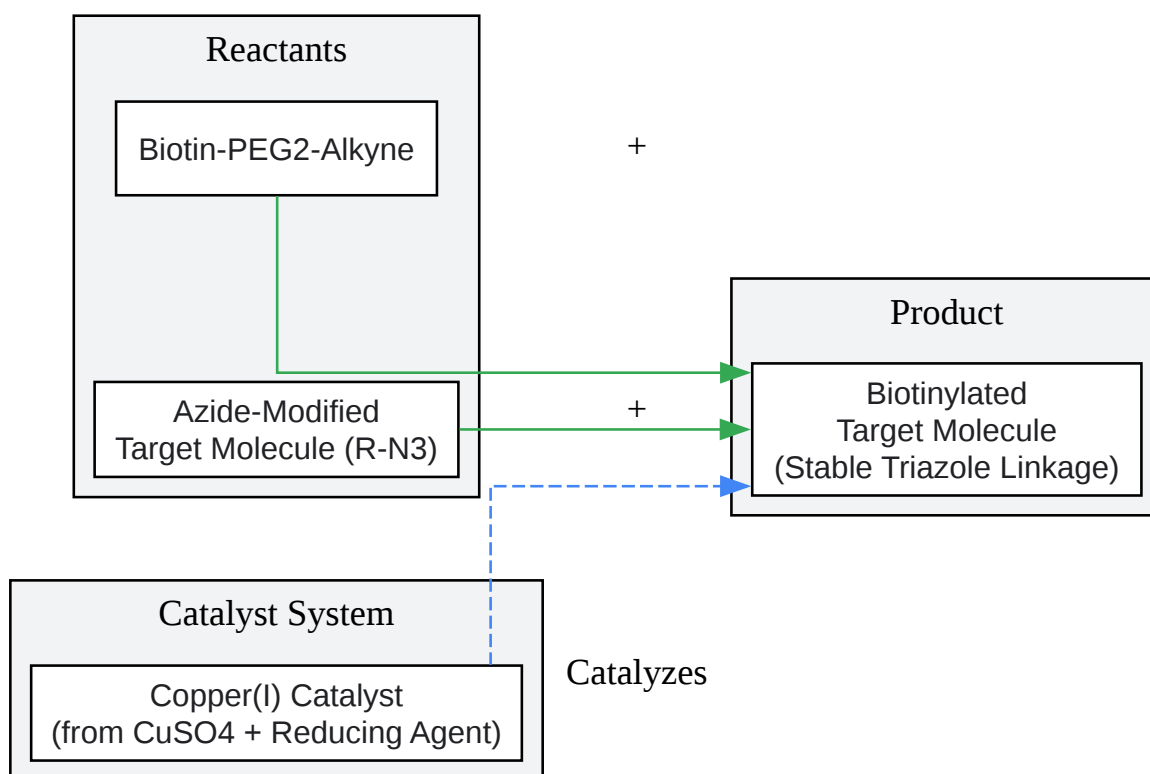 Reactants
Biotin-PEG2-Alkyne
+
Product
Azide-Modified
Target Molecule (R-N3)
+
Biotinylated
Target Molecule
(Stable Triazole Linkage)
Catalyst System
Copper(I) Catalyst
(from CuSO4 + Reducing Agent)
Catalyzes